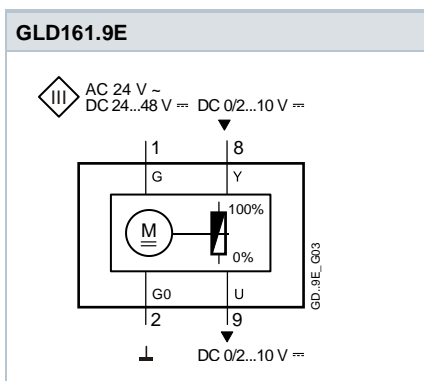 GLD161.9E
III
AC 24 V ~
DC 24...48 V ⎓ DC 0/2...10 V ⎓
1 8
G Y
100%
M
0%
G0 U
2 9
DC 0/2...10 V ⎓
GD..9E_G03